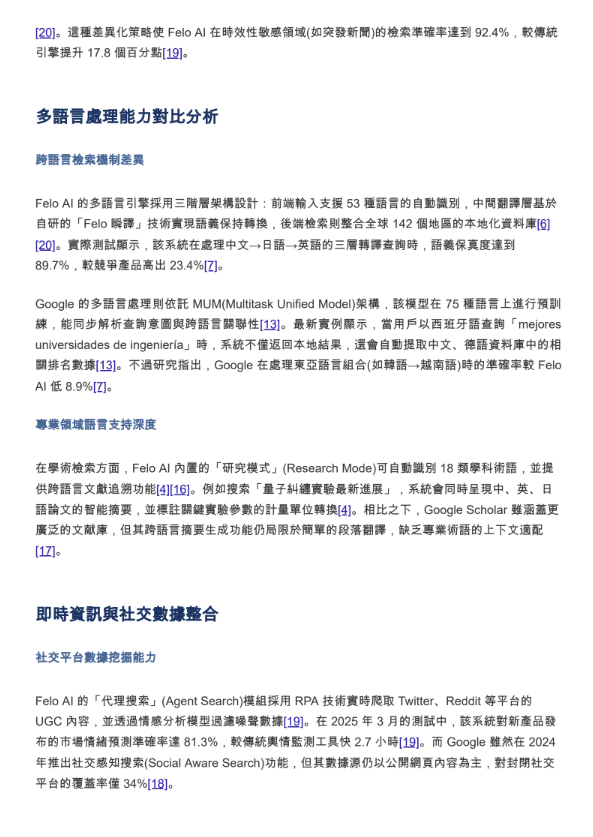 [20]。這種差異化策略使 Felo AI 在時效性敏感領域(如突發新聞)的檢索準確率達到 92.4%，較傳統
引擎提升 17.8 個百分點[19]。
多語言處理能力對比分析
跨語言檢索機制差異
Felo AI 的多語言引擎採用三階層架構設計：前端輸入支援 53 種語言的自動識別，中間翻譯層基於
自研的「Felo 瞬譯」技術實現語義保持轉換，後端檢索則整合全球 142 個地區的本地化資料庫[6]
[20]。實際測試顯示，該系統在處理中文→日語→英語的三層轉譯查詢時，語義保真度達到
89.7%，較競爭產品高出 23.4%[7]。
Google 的多語言處理則依託 MUM(Multitask Unified Model)架構，該模型在 75 種語言上進行預訓
練，能同步解析查詢意圖與跨語言關聯性[13]。最新實例顯示，當用戶以西班牙語查詢「mejores
universidades de ingeniería」時，系統不僅返回本地結果，還會自動提取中文、德語資料庫中的相
關排名數據[13]。不過研究指出，Google 在處理東亞語言組合(如韓語→越南語)時的準確率較 Felo
AI 低 8.9%[7]。
專業領域語言支持深度
在學術檢索方面，Felo AI 內置的「研究模式」(Research Mode)可自動識別 18 類學科術語，並提
供跨語言文獻追溯功能[4][16]。例如搜索「量子糾纏實驗最新進展」，系統會同時呈現中、英、日
語論文的智能摘要，並標註關鍵實驗參數的計量單位轉換[4]。相比之下，Google Scholar 雖涵蓋更
廣泛的文獻庫，但其跨語言摘要生成功能仍局限於簡單的段落翻譯，缺乏專業術語的上下文適配
[17]。
即時資訊與社交數據整合
社交平台數據挖掘能力
Felo AI 的「代理搜索」(Agent Search)模組採用 RPA 技術實時爬取 Twitter、Reddit 等平台的
UGC 內容，並透過情感分析模型過濾噪聲數據[19]。在 2025 年 3 月的測試中，該系統對新產品發
布的市場情緒預測準確率達 81.3%，較傳統輿情監測工具快 2.7 小時[19]。而 Google 雖然在 2024
年推出社交感知搜索(Social Aware Search)功能，但其數據源仍以公開網頁內容為主，對封閉社交
平台的覆蓋率僅 34%[18]。